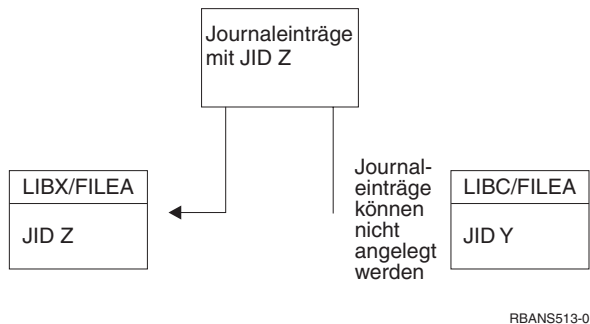 Journaleinträge
mit JID Z
LIBX/FILEA
JID Z
Journal-
einträge
können
nicht
angelegt
werden
LIBC/FILEA
JID Y
RBANS513-0